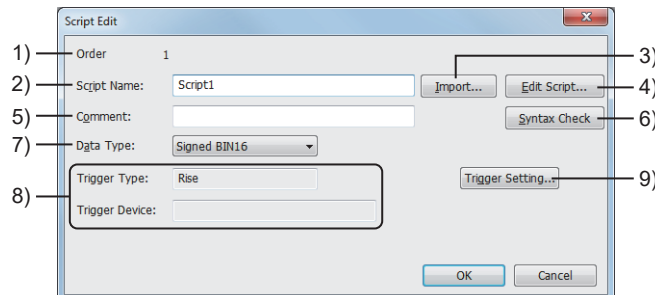 Script Edit
1) Order 1 3)
2) Script Name: Script1 Import... Edit Script... 4)
5) Comment: Syntax Check 6)
7) Data Type: Signed BIN16
8) Trigger Type: Rise Trigger Setting... 9)
Trigger Device:
OK Cancel